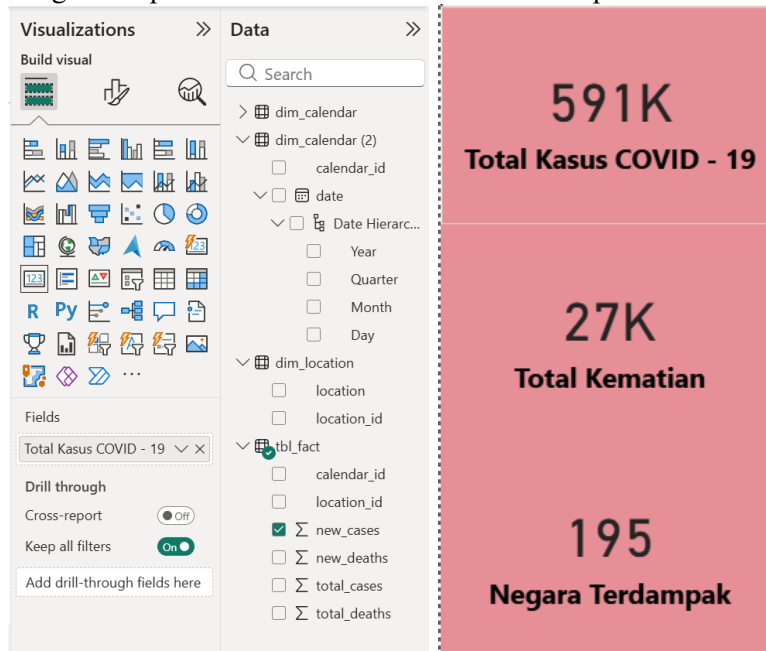 Visualizations
Build visual
123
123
R Py
Fields
Total Kasus COVID - 19
Drill through
Cross-report Off
Keep all filters On
Add drill-through fields here
Data
Search
dim_calendar
dim_calendar (2)
calendar_id
date
Date Hierarc...
Year
Quarter
Month
Day
dim_location
location
location_id
tbl_fact
calendar_id
location_id
new_cases
new_deaths
total_cases
total_deaths
591K
Total Kasus COVID - 19
27K
Total Kematian
195
Negara Terdampak